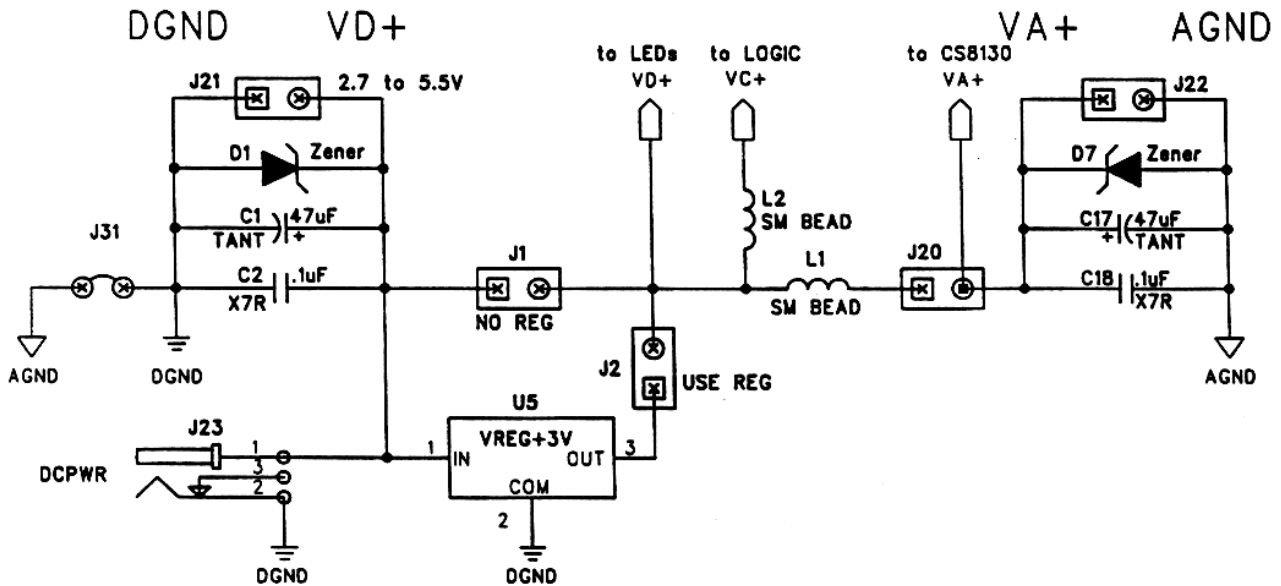 DGND VD+ VA+ AGND
to LEDs to LOGIC to CS8130
VD+ VC+ VA+
J21 2.7 to 5.5V
J22
D1 Zener
D7 Zener
L2
SM BEAD
C1 47uF
TANT +
C17 47uF
+ TANT
J31
C2 .1uF
X7R
J1
NO REG
L1
SM BEAD
J20
C18 .1uF
X7R
AGND
DGND
J2 USE REG
AGND
U5
J23
DCPWR
1
3
2
1 IN VREG+3V OUT 3
COM
2
DGND
DGND